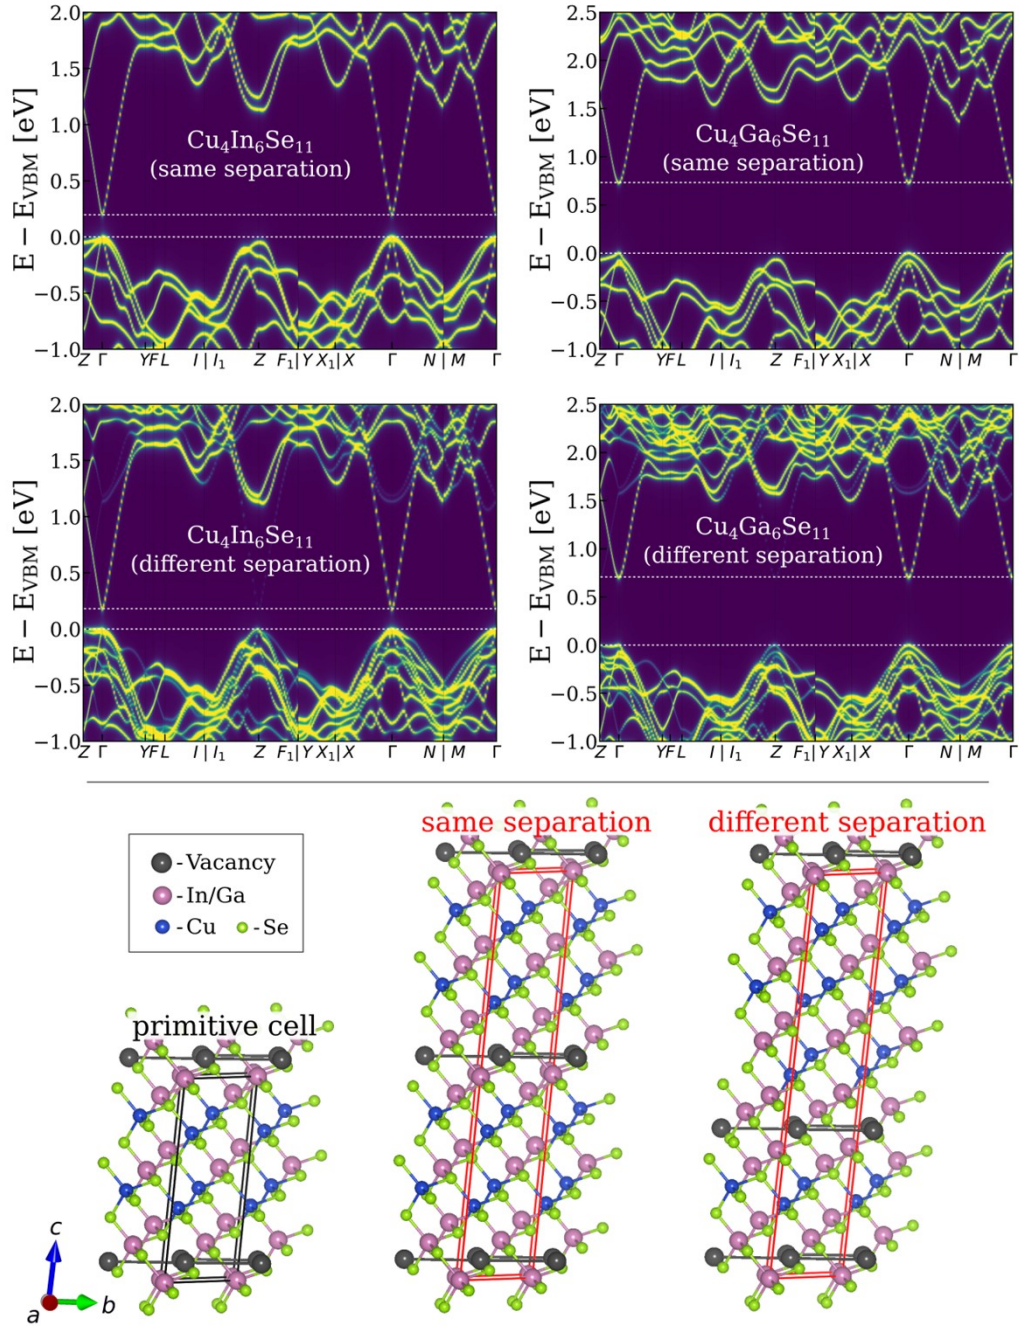 E − E_VBM [eV]
2.0
1.5
1.0
0.5
0.0
−0.5
−1.0
Cu₄In₆Se₁₁
(same separation)
Z Γ YF L I | I₁ Z F₁| Y X₁| X Γ N | M Γ
E − E_VBM [eV]
2.5
2.0
1.5
1.0
0.5
0.0
−0.5
−1.0
Cu₄Ga₆Se₁₁
(same separation)
Z Γ YF L I | I₁ Z F₁| Y X₁| X Γ N | M Γ
E − E_VBM [eV]
2.0
1.5
1.0
0.5
0.0
−0.5
−1.0
Cu₄In₆Se₁₁
(different separation)
Z Γ YF L I | I₁ Z F₁| Y X₁| X Γ N | M Γ
E − E_VBM [eV]
2.5
2.0
1.5
1.0
0.5
0.0
−0.5
−1.0
Cu₄Ga₆Se₁₁
(different separation)
Z Γ YF L I | I₁ Z F₁| Y X₁| X Γ N | M Γ
same separation
different separation
-Vacancy
-In/Ga
-Cu -Se
primitive cell
c
a
b